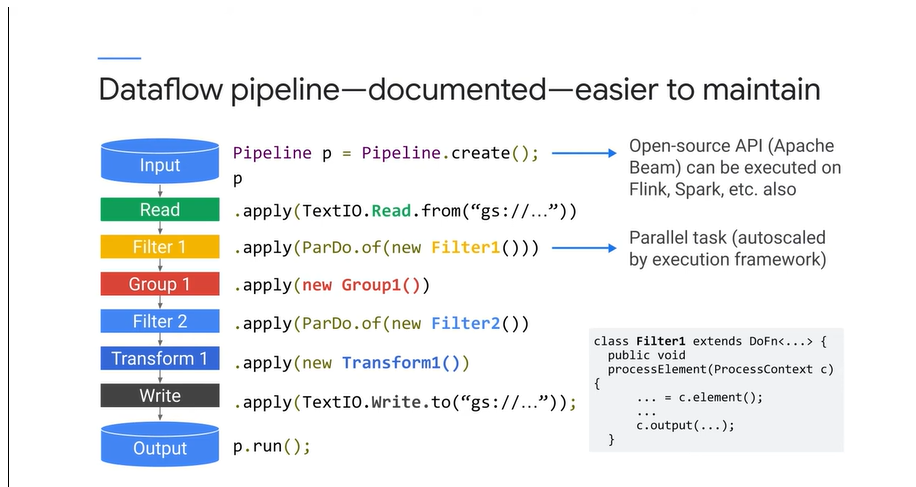 Dataflow pipeline—documented—easier to maintain
Input
Pipeline p = Pipeline.create();
p
Open-source API (Apache
Beam) can be executed on
Flink, Spark, etc. also
Read
.apply(TextIO.Read.from(“gs://…”))
Filter 1
.apply(ParDo.of(new Filter1()))
Parallel task (autoscaled
by execution framework)
Group 1
.apply(new Group1())
Filter 2
.apply(ParDo.of(new Filter2())
Transform 1
.apply(new Transform1())
Write
.apply(TextIO.Write.to(“gs://…”));
Output
p.run();
class Filter1 extends DoFn<...> {
public void
processElement(ProcessContext c)
{
... = c.element();
...
c.output(...);
}